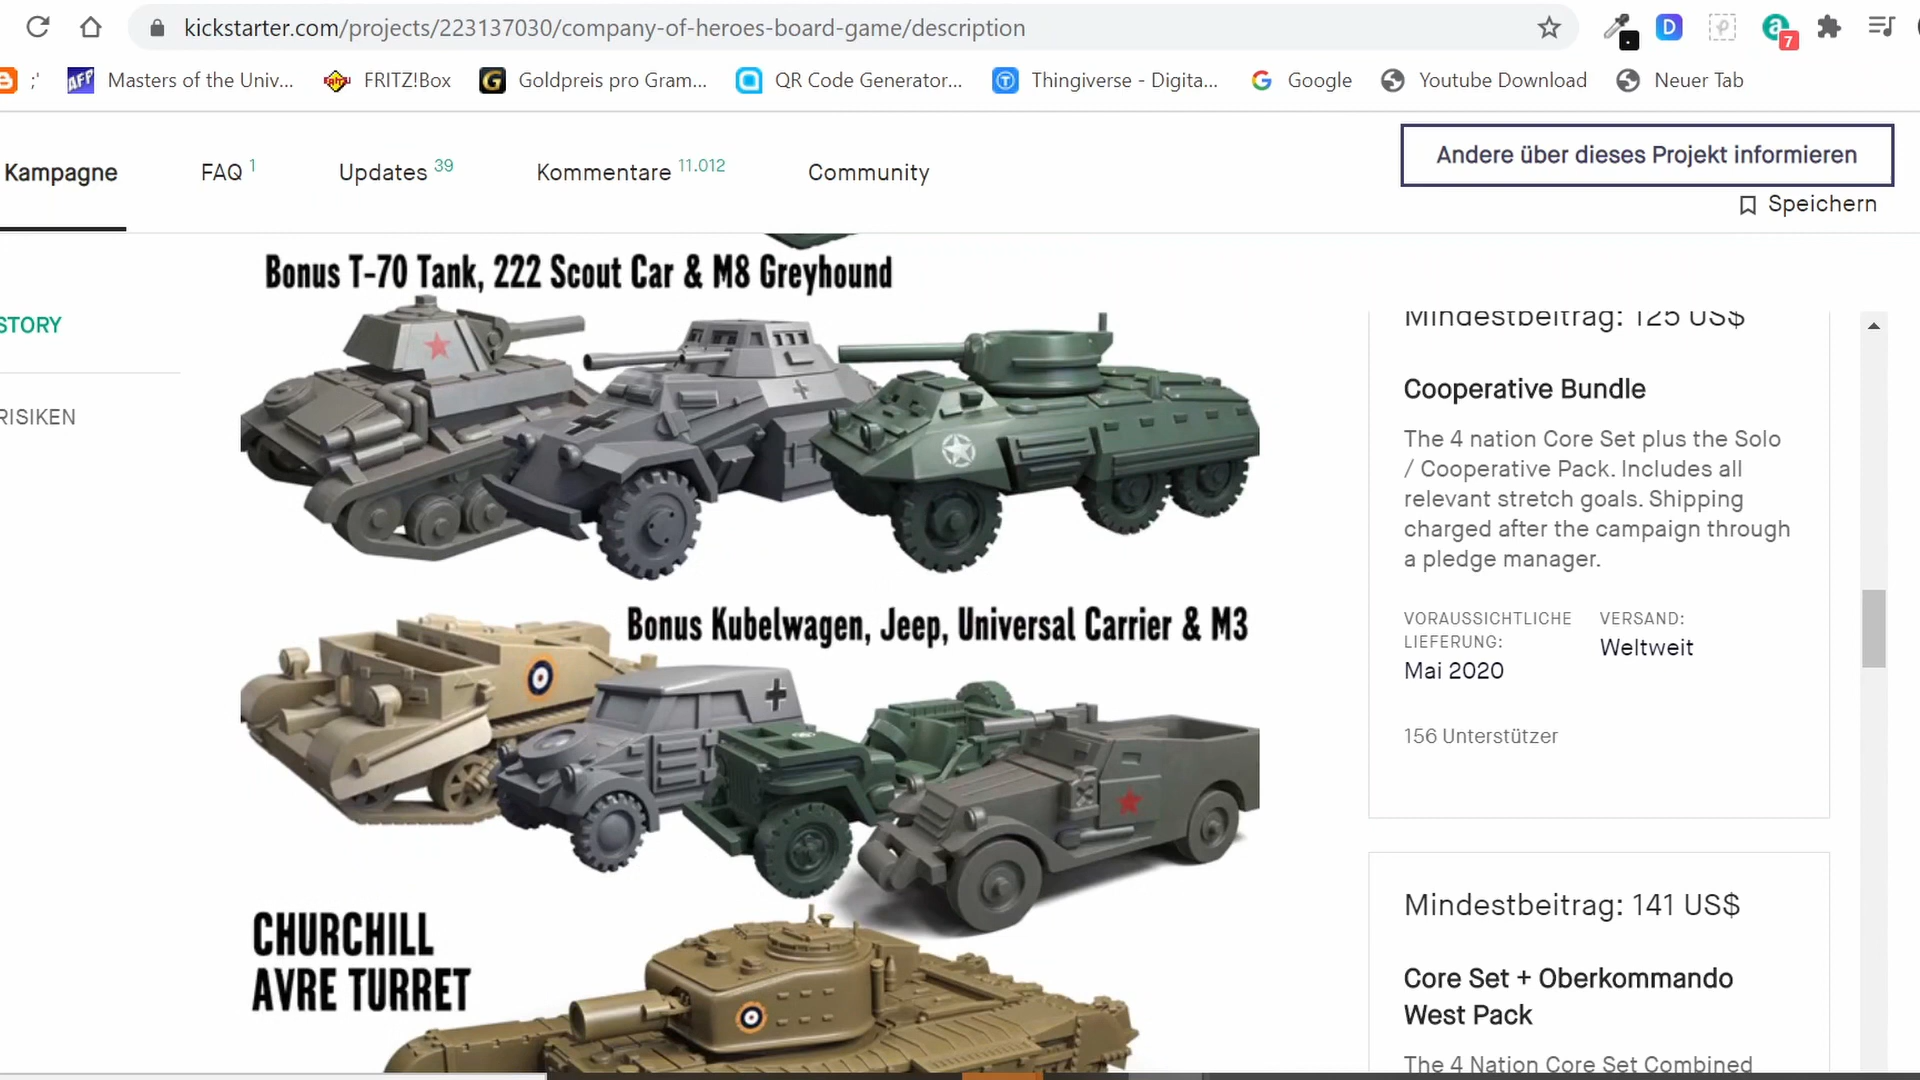 kickstarter.com/projects/223137030/company-of-heroes-board-game/description
7
;'
AFP
Masters of the Univ...
FRITZ!Box
Goldpreis pro Gram...
QR Code Generator...
Thingiverse - Digita...
Google
Youtube Download
Neuer Tab
Kampagne
FAQ 1
Updates 39
Kommentare 11.012
Community
Andere über dieses Projekt informieren
Speichern
STORY
RISIKEN
Bonus T-70 Tank, 222 Scout Car & M8 Greyhound
Bonus Kubelwagen, Jeep, Universal Carrier & M3
CHURCHILL
AVRE TURRET
Mindestbeitrag: 125 US$
Cooperative Bundle
The 4 nation Core Set plus the Solo
/ Cooperative Pack. Includes all
relevant stretch goals. Shipping
charged after the campaign through
a pledge manager.
VORAUSSICHTLICHE
LIEFERUNG:
Mai 2020
VERSAND:
Weltweit
156 Unterstützer
Mindestbeitrag: 141 US$
Core Set + Oberkommando
West Pack
The 4 Nation Core Set Combined